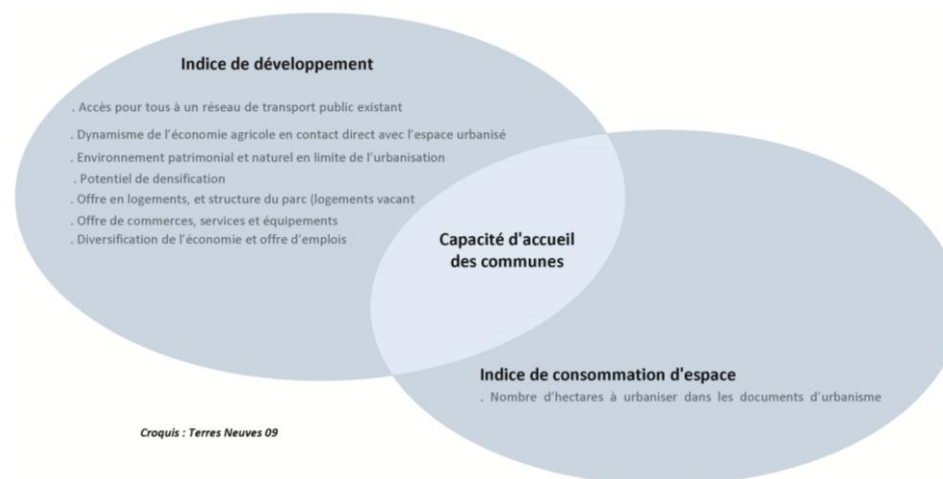 Indice de développement
. Accès pour tous à un réseau de transport public existant
. Dynamisme de l'économie agricole en contact direct avec l'espace urbanisé
. Environnement patrimonial et naturel en limite de l'urbanisation
. Potentiel de densification
. Offre en logements, et structure du parc (logements vacant
. Offre de commerces, services et équipements
. Diversification de l'économie et offre d'emplois
Capacité d'accueil
des communes
Indice de consommation d'espace
. Nombre d'hectares à urbaniser dans les documents d'urbanisme
Croquis : Terres Neuves 09